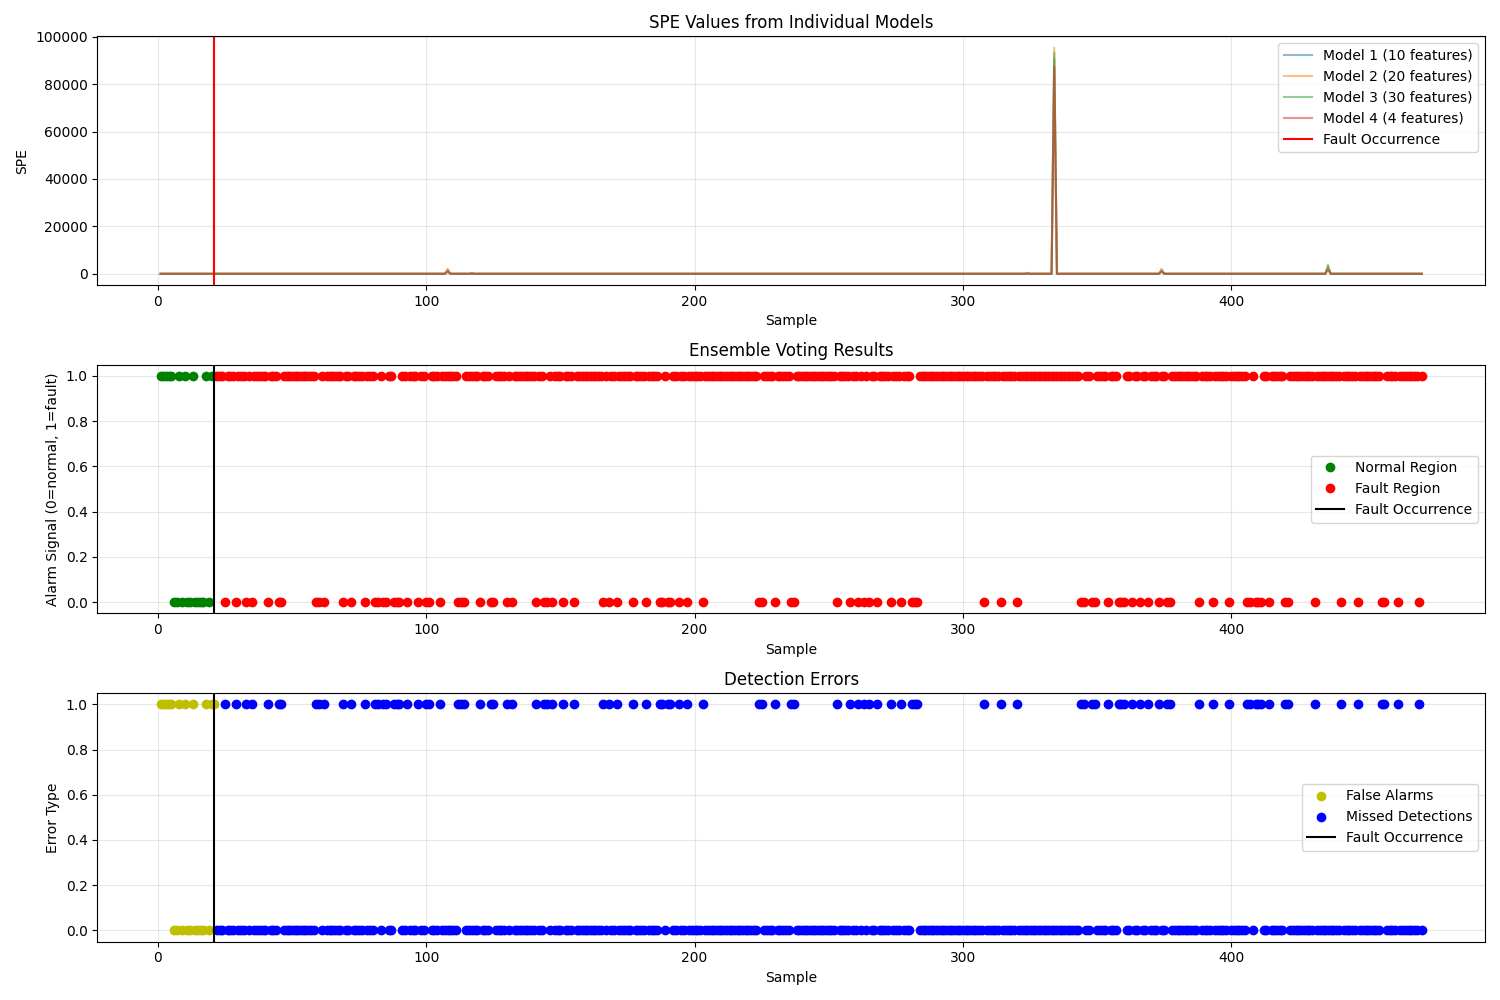 SPE Values from Individual Models
100000
80000
60000
40000
20000
0
SPE
Model 1 (10 features)
Model 2 (20 features)
Model 3 (30 features)
Model 4 (4 features)
Fault Occurrence
0 100 200 300 400
Sample
Ensemble Voting Results
1.0
0.8
0.6
0.4
0.2
0.0
Alarm Signal (0=normal, 1=fault)
Normal Region
Fault Region
Fault Occurrence
0 100 200 300 400
Sample
Detection Errors
1.0
0.8
0.6
0.4
0.2
0.0
Error Type
False Alarms
Missed Detections
Fault Occurrence
0 100 200 300 400
Sample